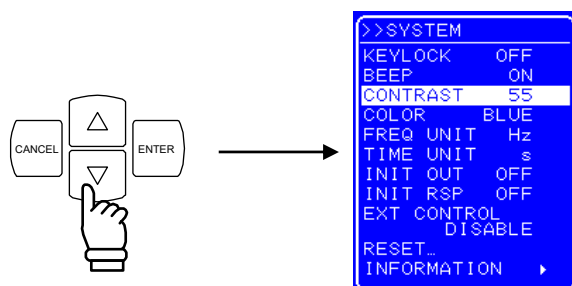 CANCEL
ENTER
>>SYSTEM
KEYLOCK OFF
BEEP ON
CONTRAST 55
COLOR BLUE
FREQ UNIT Hz
TIME UNIT s
INIT OUT OFF
INIT RSP OFF
EXT CONTROL
DISABLE
RESET…
INFORMATION